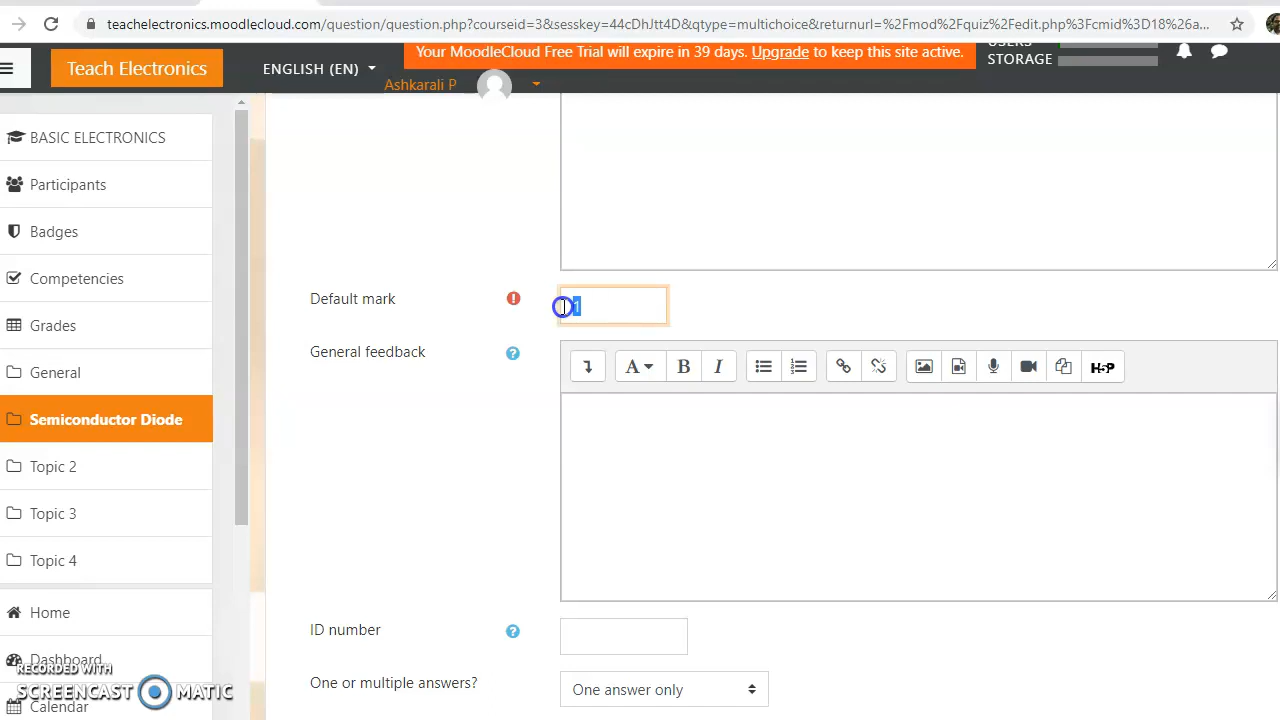 teachelectronics.moodlecloud.com/question/question.php?courseid=3&sesskey=44cDhJtt4D&qtype=multichoice&returnurl=%2Fmod%2Fquiz%2Fedit.php%3Fcmid%3D18%26a...
Teach Electronics
ENGLISH (EN)
Your MoodleCloud Free Trial will expire in 39 days. Upgrade to keep this site active.
USERS
STORAGE
Ashkarali P
BASIC ELECTRONICS
Participants
Badges
Competencies
Grades
General
Semiconductor Diode
Topic 2
Topic 3
Topic 4
Home
Dashboard
Calendar
Default mark
1
General feedback
A B I
H5P
ID number
One or multiple answers?
One answer only
RECORDED WITH
SCREENCAST MATIC